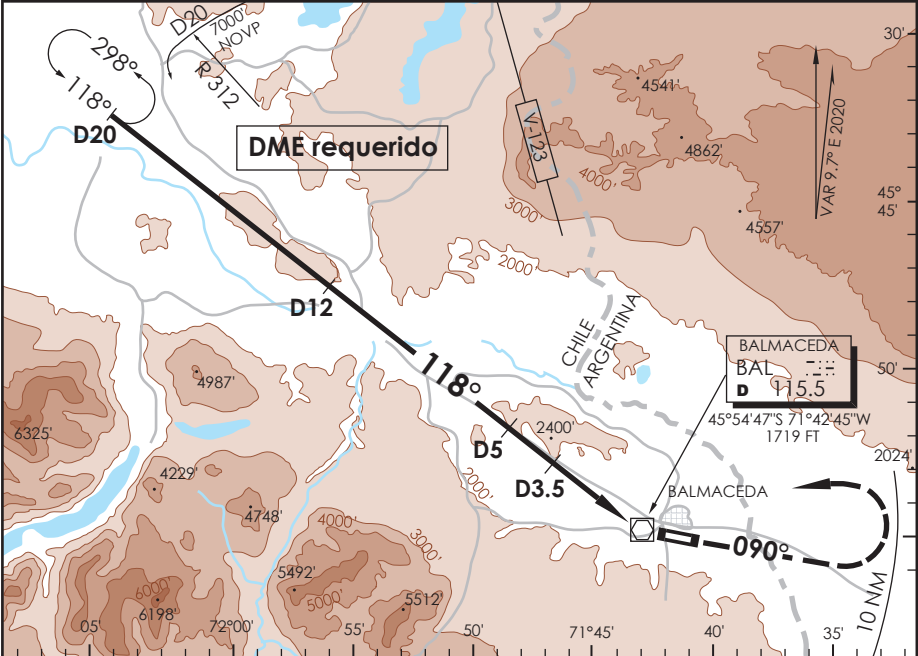 D20
7000'
NOVP
R 312
298°
118°
D20
DME requerido
V-123
4541'
4862'
4000'
3000'
4557'
2000'
VAR 9.7° E 2020
30'
45°
45'
D12
CHILE
ARGENTINA
118°
BALMACEDA
BAL
D 115.5
45°54'47"S 71°42'45"W
1719 FT
50'
4987'
6325'
2400'
D5
D3.5
2000'
2024'
BALMACEDA
4229'
4748'
4000'
3000'
090°
5492'
5000'
5512'
6000'
6198'
10 NM
05'
72°00'
55'
50'
71°45'
40'
35'